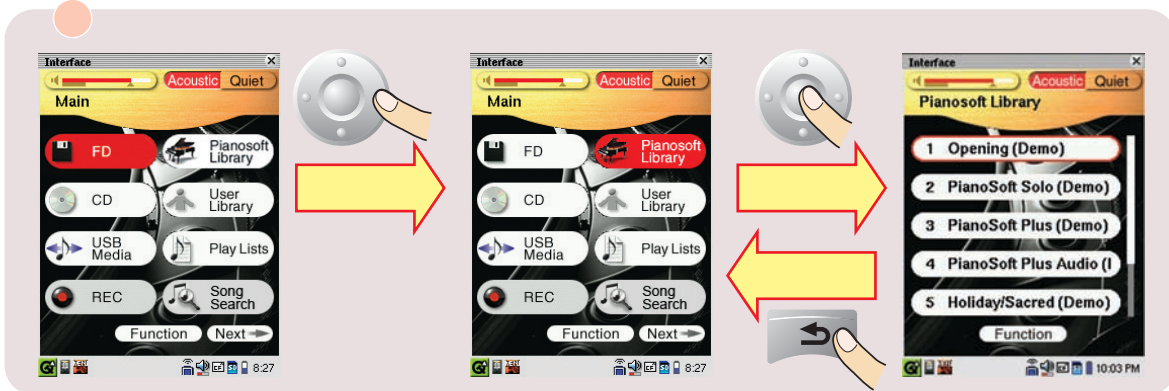 Interface
Acoustic Quiet
Main
FD
Pianosoft
Library
CD
User
Library
USB
Media
Play Lists
REC
Song
Search
Function
Next
8:27
Interface
Acoustic Quiet
Main
FD
Pianosoft
Library
CD
User
Library
USB
Media
Play Lists
REC
Song
Search
Function
Next
8:27
Interface
Acoustic Quiet
Pianosoft Library
1 Opening (Demo)
2 PianoSoft Solo (Demo)
3 PianoSoft Plus (Demo)
4 PianoSoft Plus Audio (
5 Holiday/Sacred (Demo)
Function
10:03 PM